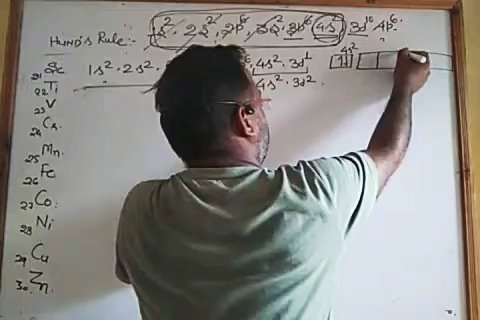 Hund's Rule:- 1s² · 2s² · 2p⁶ · 3s² · 3p⁶ 4s² 3d¹⁰ 4p⁶
21 Sc 1s² · 2s² · 4s² · 3d¹ 4s²
22 Ti 4s² · 3d² ·
23 V
24 Cr
25 Mn
26 Fe
27 Co
28 Ni
29 Cu
30 Zn